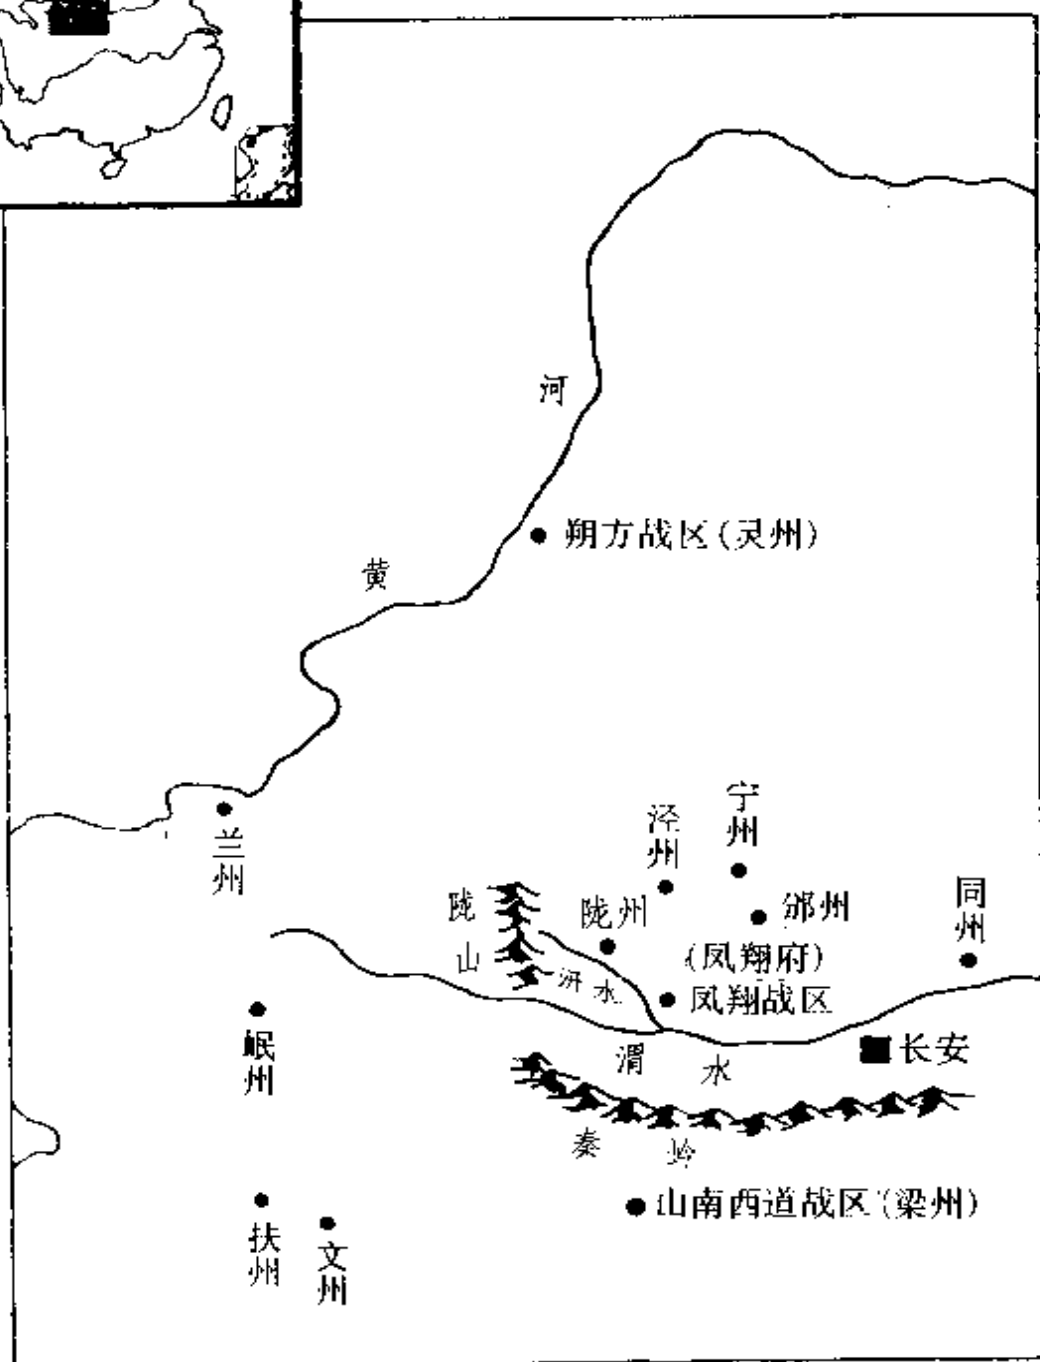 河
朔方战区(灵州)
黄
兰州
泾州
宁州
陇州
邠州
同州
陇山
(凤翔府)
凤翔战区
汧水
岷州
渭水
长安
秦岭
山南西道战区(梁州)
扶州
文州